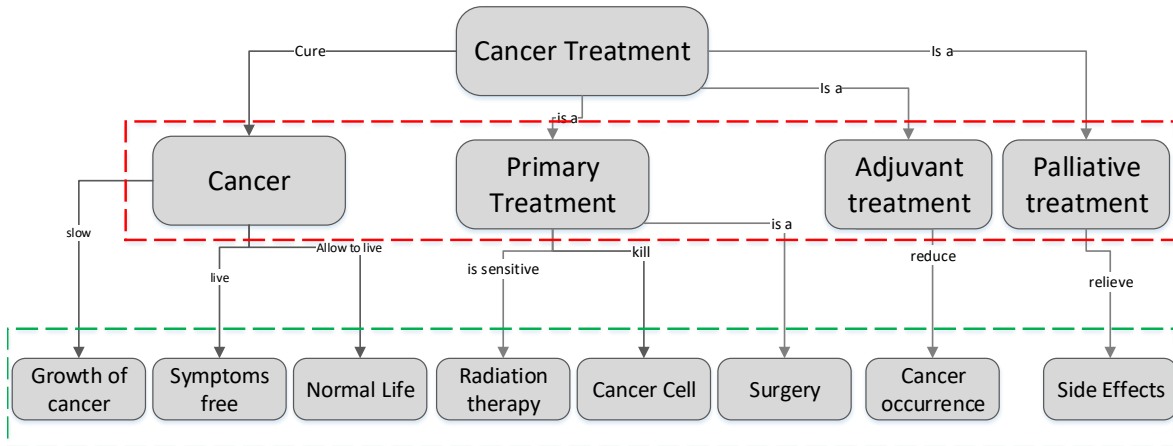 Cancer Treatment
Cure
Is a
Is a
is a
Cancer
Primary
Treatment
Adjuvant
treatment
Palliative
treatment
slow
live
Allow to live
is sensitive
kill
is a
reduce
relieve
Growth of
cancer
Symptoms
free
Normal Life
Radiation
therapy
Cancer Cell
Surgery
Cancer
occurrence
Side Effects